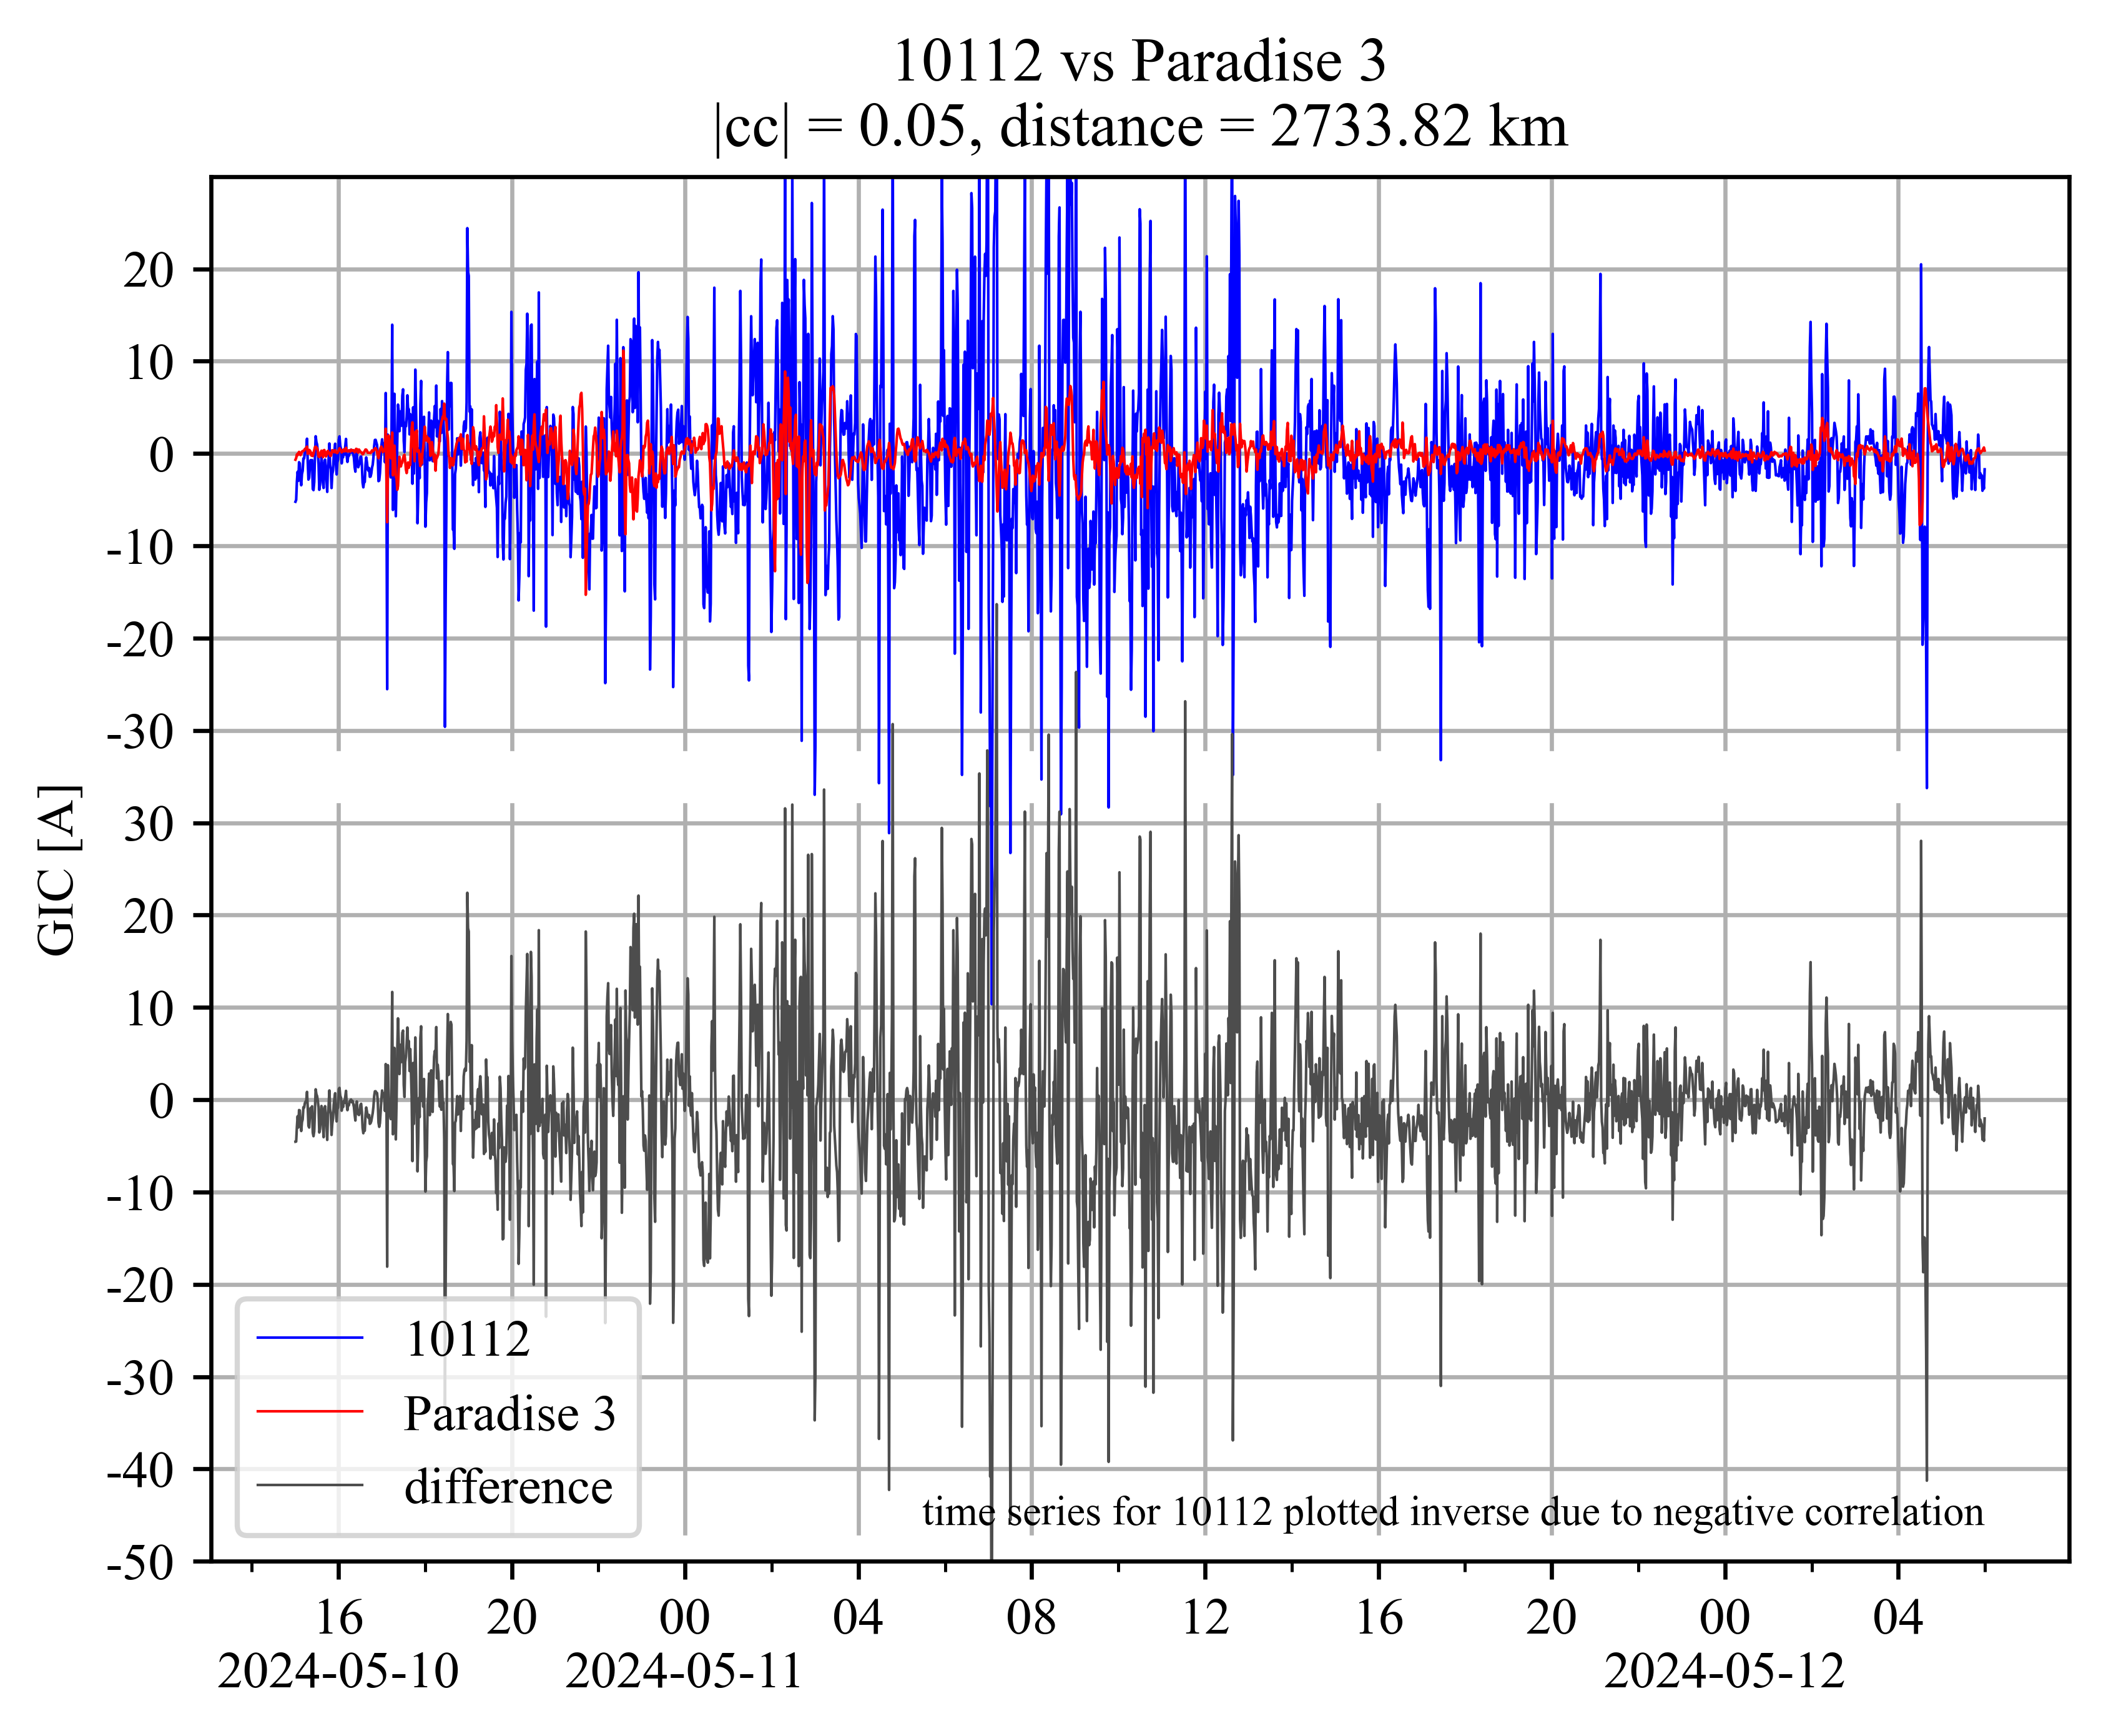 10112 vs Paradise 3
|cc| = 0.05, distance = 2733.82 km
GIC [A]
20
10
0
-10
-20
-30
30
20
10
0
-10
-20
-30
-40
-50
10112
Paradise 3
difference
time series for 10112 plotted inverse due to negative correlation
16 20 00 04 08 12 16 20 00 04
2024-05-10 2024-05-11 2024-05-12